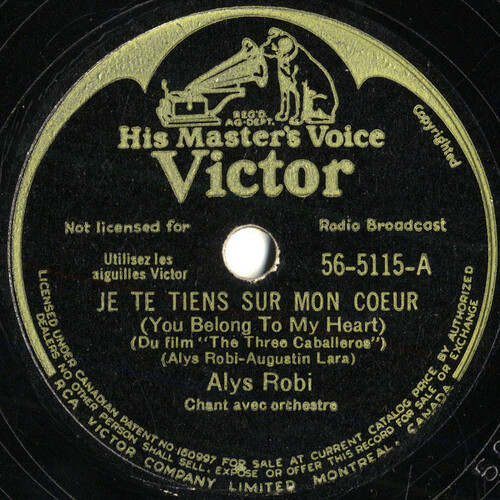 REG'D.
AG-DEPT.
His Master's Voice
Victor
Copyrighted
Not licensed for Radio Broadcast
Utilisez les
aiguilles Victor
56-5115-A
JE TE TIENS SUR MON COEUR
(You Belong To My Heart)
(Du film "The Three Caballeros")
(Alys Robi-Augustin Lara)
Alys Robi
Chant avec orchestre
LICENSED UNDER CANADIAN PATENT NO 160997 FOR SALE AT CURRENT CATALOG PRICE BY AUTHORIZED
DEALERS NO OTHER PERSON SHALL SELL, EXPOSE OR OFFER THIS RECORD FOR SALE OR EXCHANGE
RCA VICTOR COMPANY LIMITED MONTREAL, CANADA